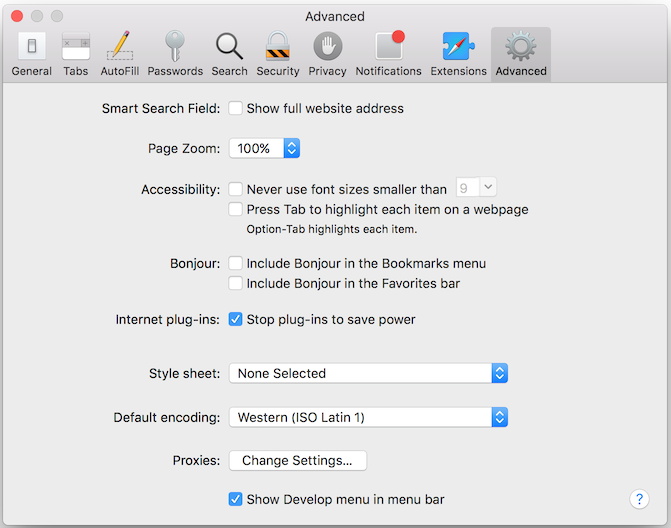 Advanced
General Tabs AutoFill Passwords Search Security Privacy Notifications Extensions Advanced
Smart Search Field: Show full website address
Page Zoom: 100%
Accessibility: Never use font sizes smaller than 9
Press Tab to highlight each item on a webpage
Option-Tab highlights each item.
Bonjour: Include Bonjour in the Bookmarks menu
Include Bonjour in the Favorites bar
Internet plug-ins: Stop plug-ins to save power
Style sheet: None Selected
Default encoding: Western (ISO Latin 1)
Proxies: Change Settings...
Show Develop menu in menu bar ?